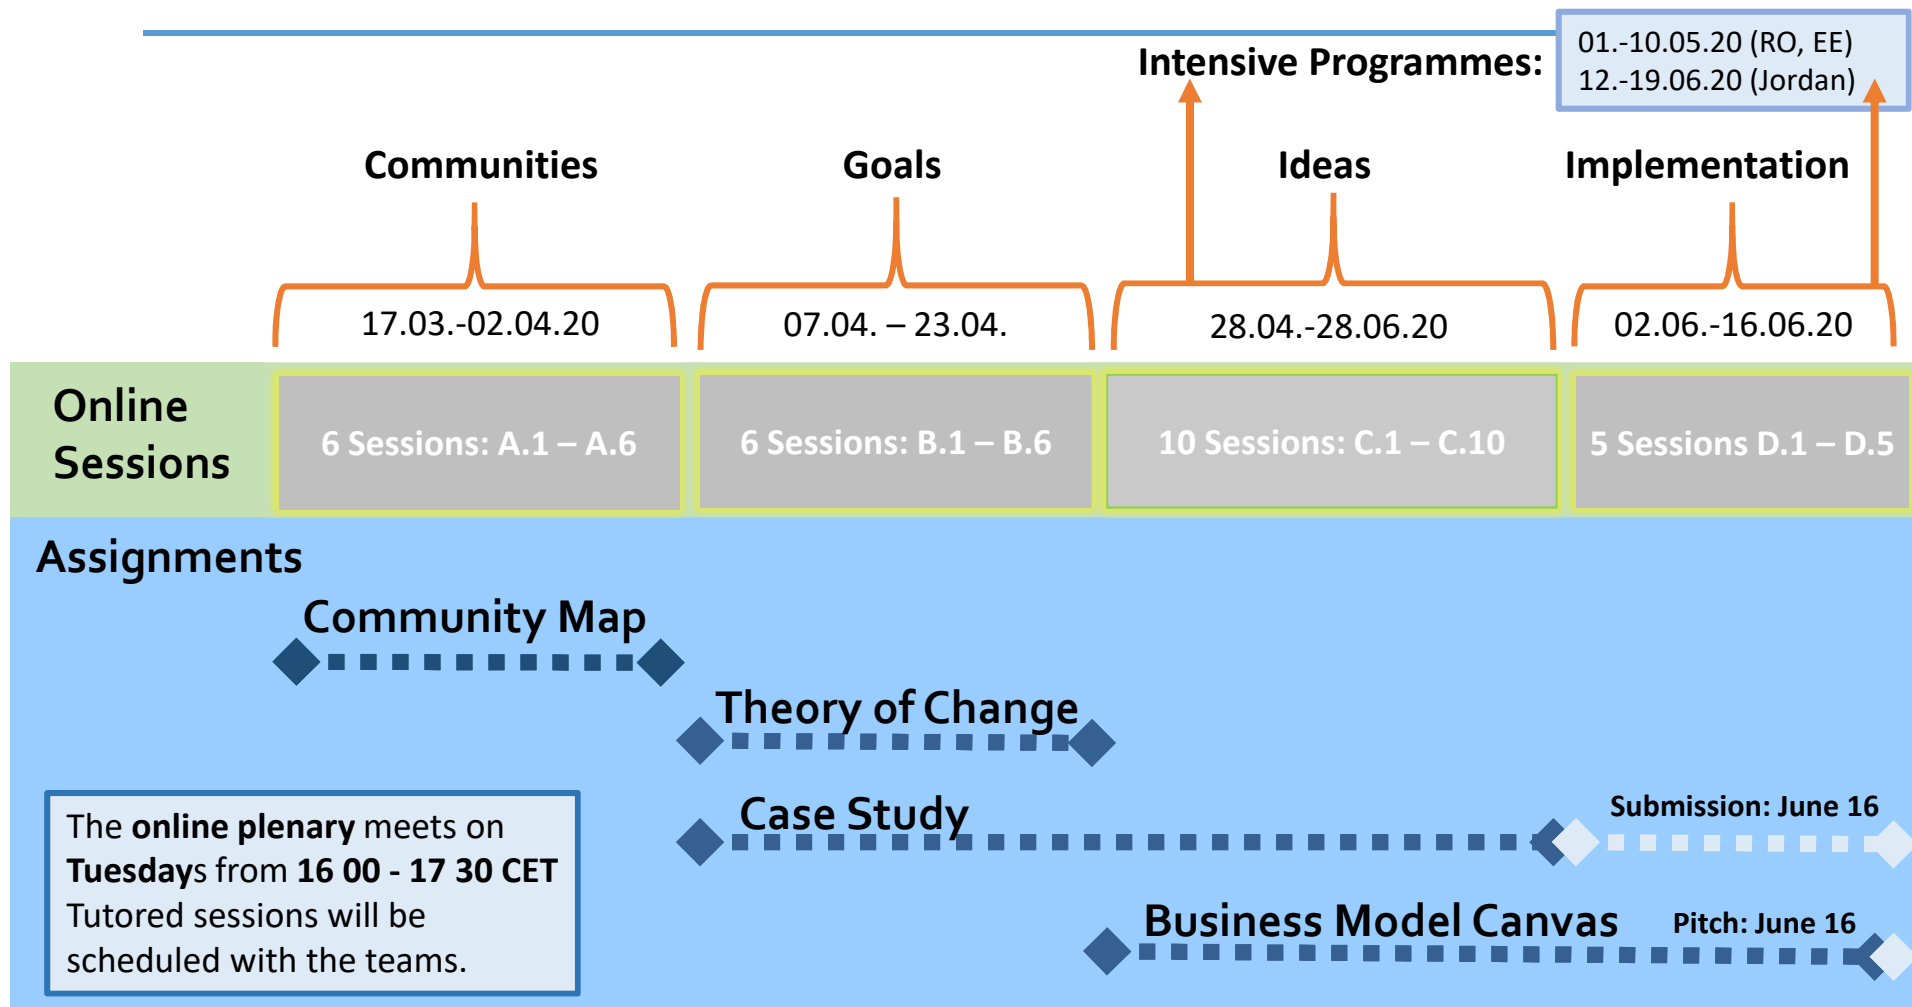 Intensive Programmes:
01.-10.05.20 (RO, EE)
12.-19.06.20 (Jordan)
Communities
Goals
Ideas
Implementation
17.03.-02.04.20
07.04. – 23.04.
28.04.-28.06.20
02.06.-16.06.20
Online
Sessions
6 Sessions: A.1 – A.6
6 Sessions: B.1 – B.6
10 Sessions: C.1 – C.10
5 Sessions D.1 – D.5
Assignments
Community Map
Theory of Change
Case Study
Submission: June 16
Business Model Canvas
Pitch: June 16
The online plenary meets on
Tuesdays from 16 00 - 17 30 CET
Tutored sessions will be
scheduled with the teams.